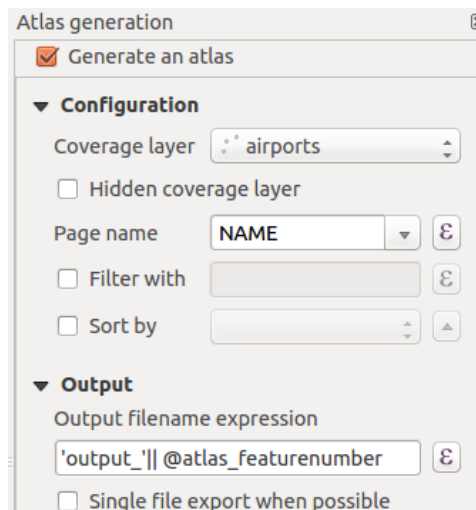 Atlas generation
Generate an atlas
Configuration
Coverage layer airports
Hidden coverage layer
Page name NAME ε
Filter with ε
Sort by
Output
Output filename expression
'output_'|| @atlas_featurenumber ε
Single file export when possible